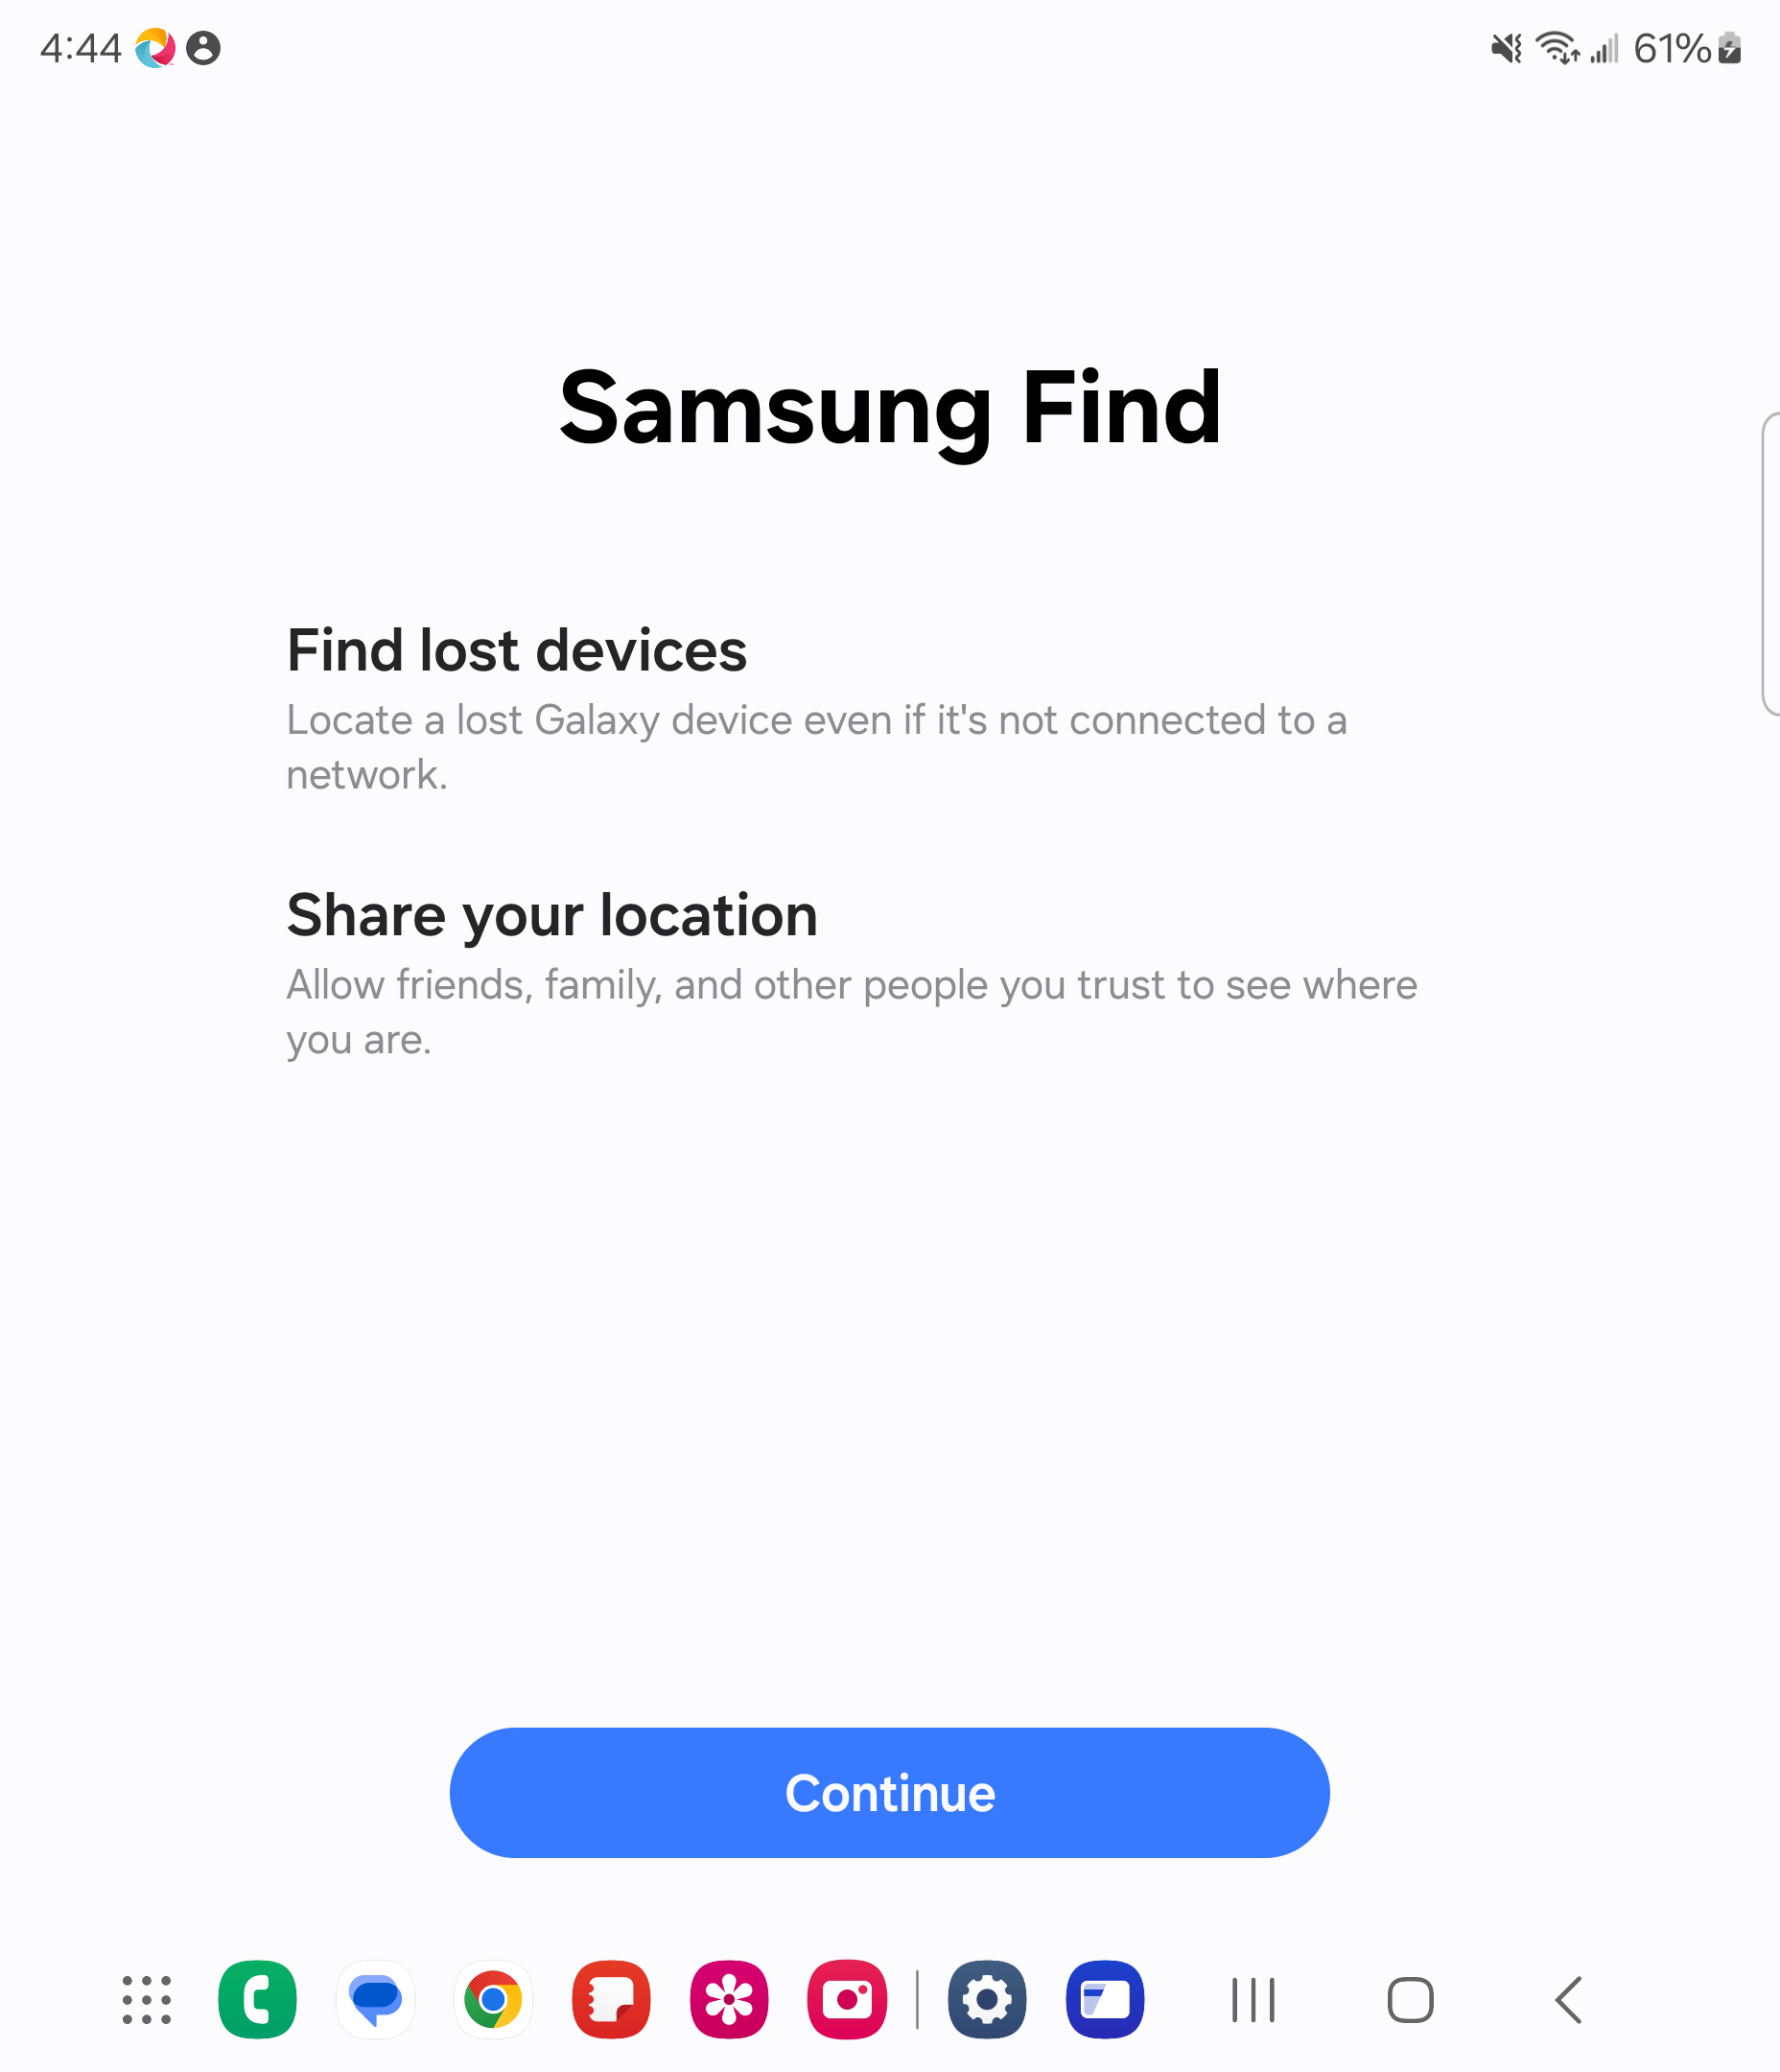 4:44
61%
Samsung Find
Find lost devices
Locate a lost Galaxy device even if it's not connected to a
network.
Share your location
Allow friends, family, and other people you trust to see where
you are.
Continue